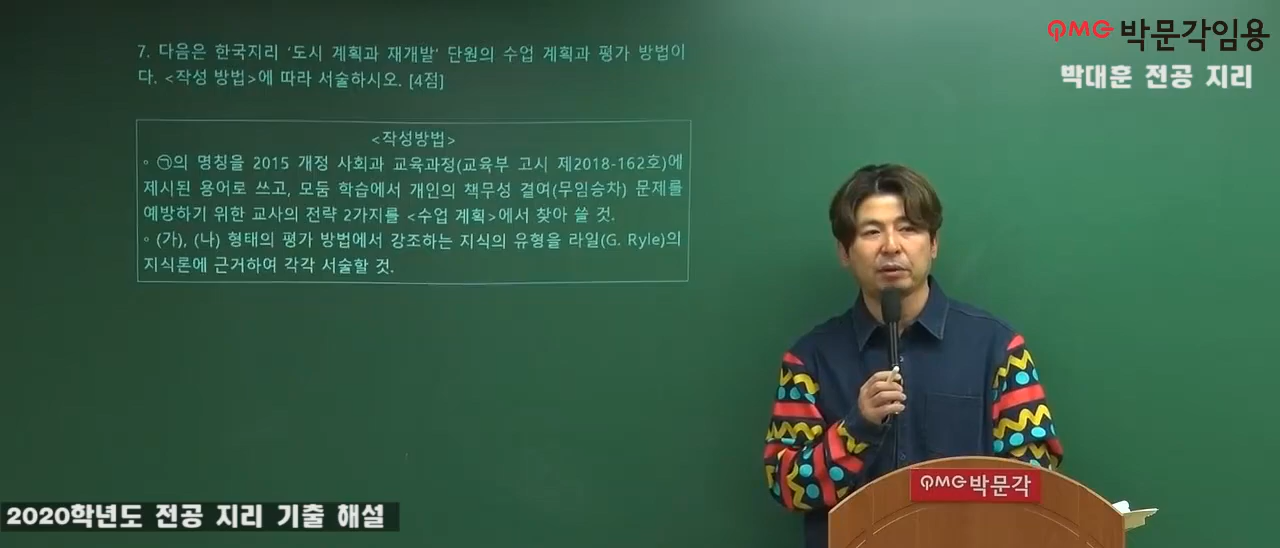 7. 다음은 한국지리 ‘도시 계획과 재개발’ 단원의 수업 계획과 평가 방법이
다. <작성 방법>에 따라 서술하시오. [4점]
<작성방법>
◦ ㉠의 명칭을 2015 개정 사회과 교육과정(교육부 고시 제2018-162호)에
제시된 용어로 쓰고, 모둠 학습에서 개인의 책무성 결여(무임승차) 문제를
예방하기 위한 교사의 전략 2가지를 <수업 계획>에서 찾아 쓸 것.
◦ (가), (나) 형태의 평가 방법에서 강조하는 지식의 유형을 라일(G. Ryle)의
지식론에 근거하여 각각 서술할 것.
PMG 박문각임용
박대훈 전공 지리
PMG 박문각
2020학년도 전공 지리 기출 해설